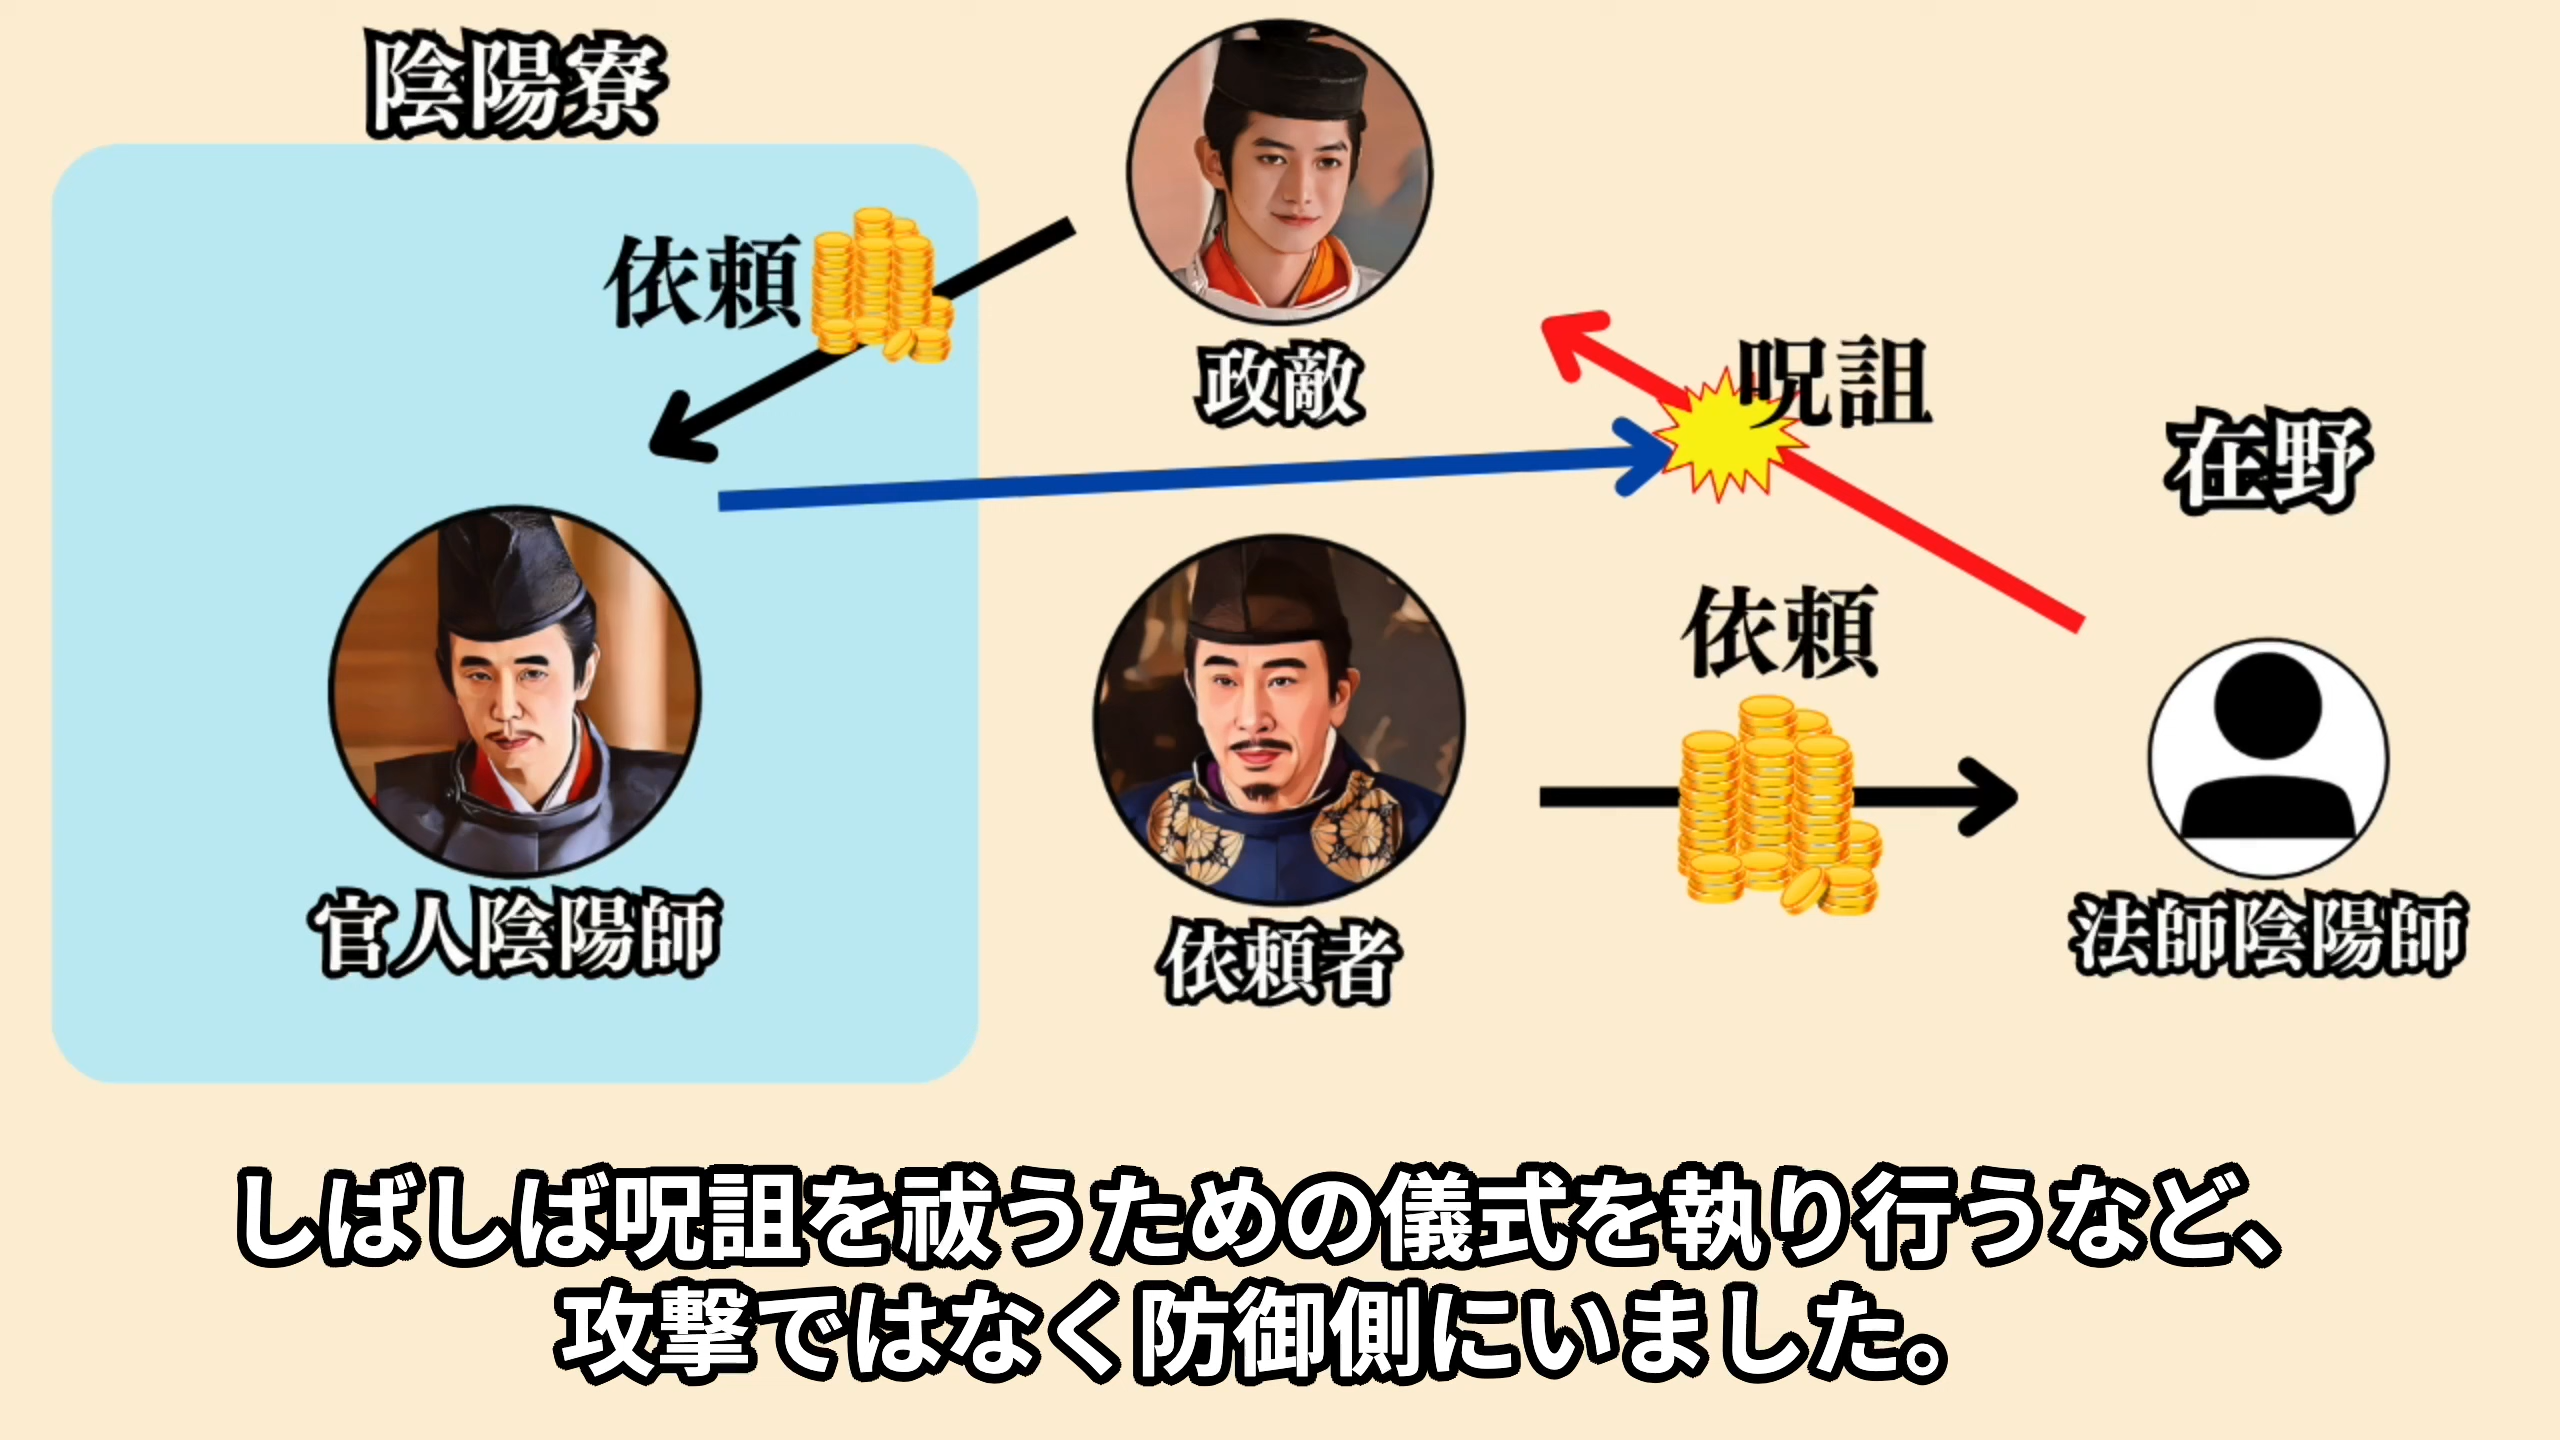 陰陽寮
依頼
政敵
呪詛
在野
依頼
官人陰陽師
依頼者
法師陰陽師
しばしば呪詛を祓うための儀式を執り行うなど、
攻撃ではなく防御側にいました。